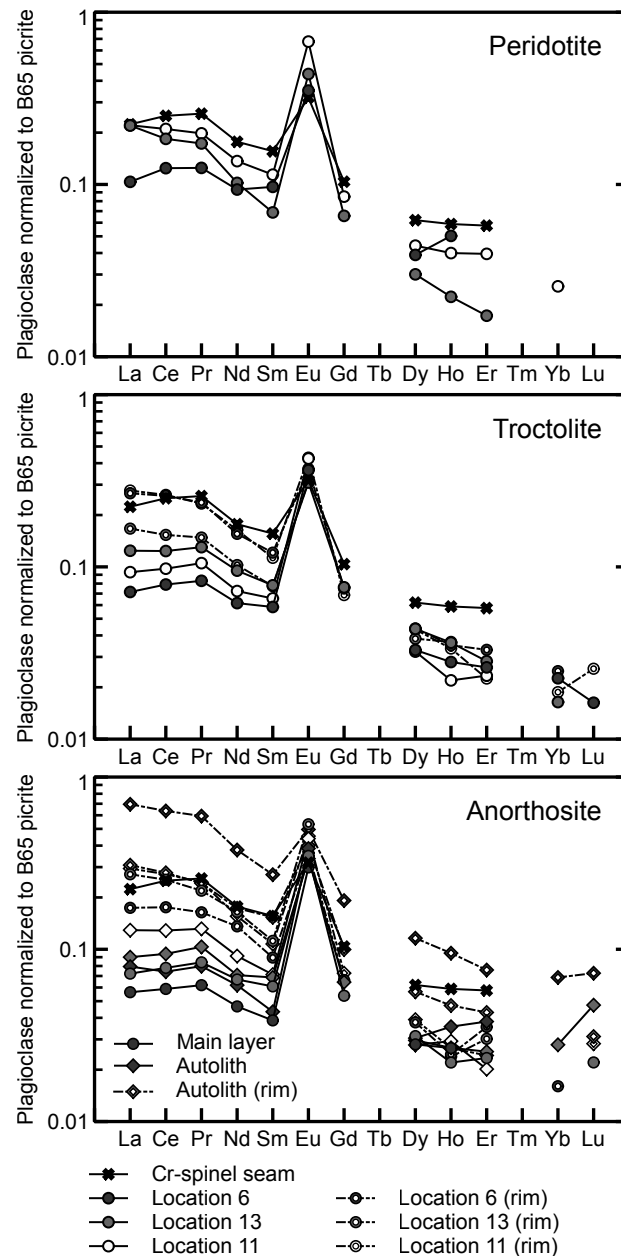 Plagioclase normalized to B65 picrite
1
0.1
0.01
Peridotite
La Ce Pr Nd Sm Eu Gd Tb Dy Ho Er Tm Yb Lu
Plagioclase normalized to B65 picrite
1
0.1
0.01
Troctolite
La Ce Pr Nd Sm Eu Gd Tb Dy Ho Er Tm Yb Lu
Plagioclase normalized to B65 picrite
1
0.1
0.01
Anorthosite
Main layer
Autolith
Autolith (rim)
La Ce Pr Nd Sm Eu Gd Tb Dy Ho Er Tm Yb Lu
Cr-spinel seam
Location 6
Location 13
Location 11
Location 6 (rim)
Location 13 (rim)
Location 11 (rim)